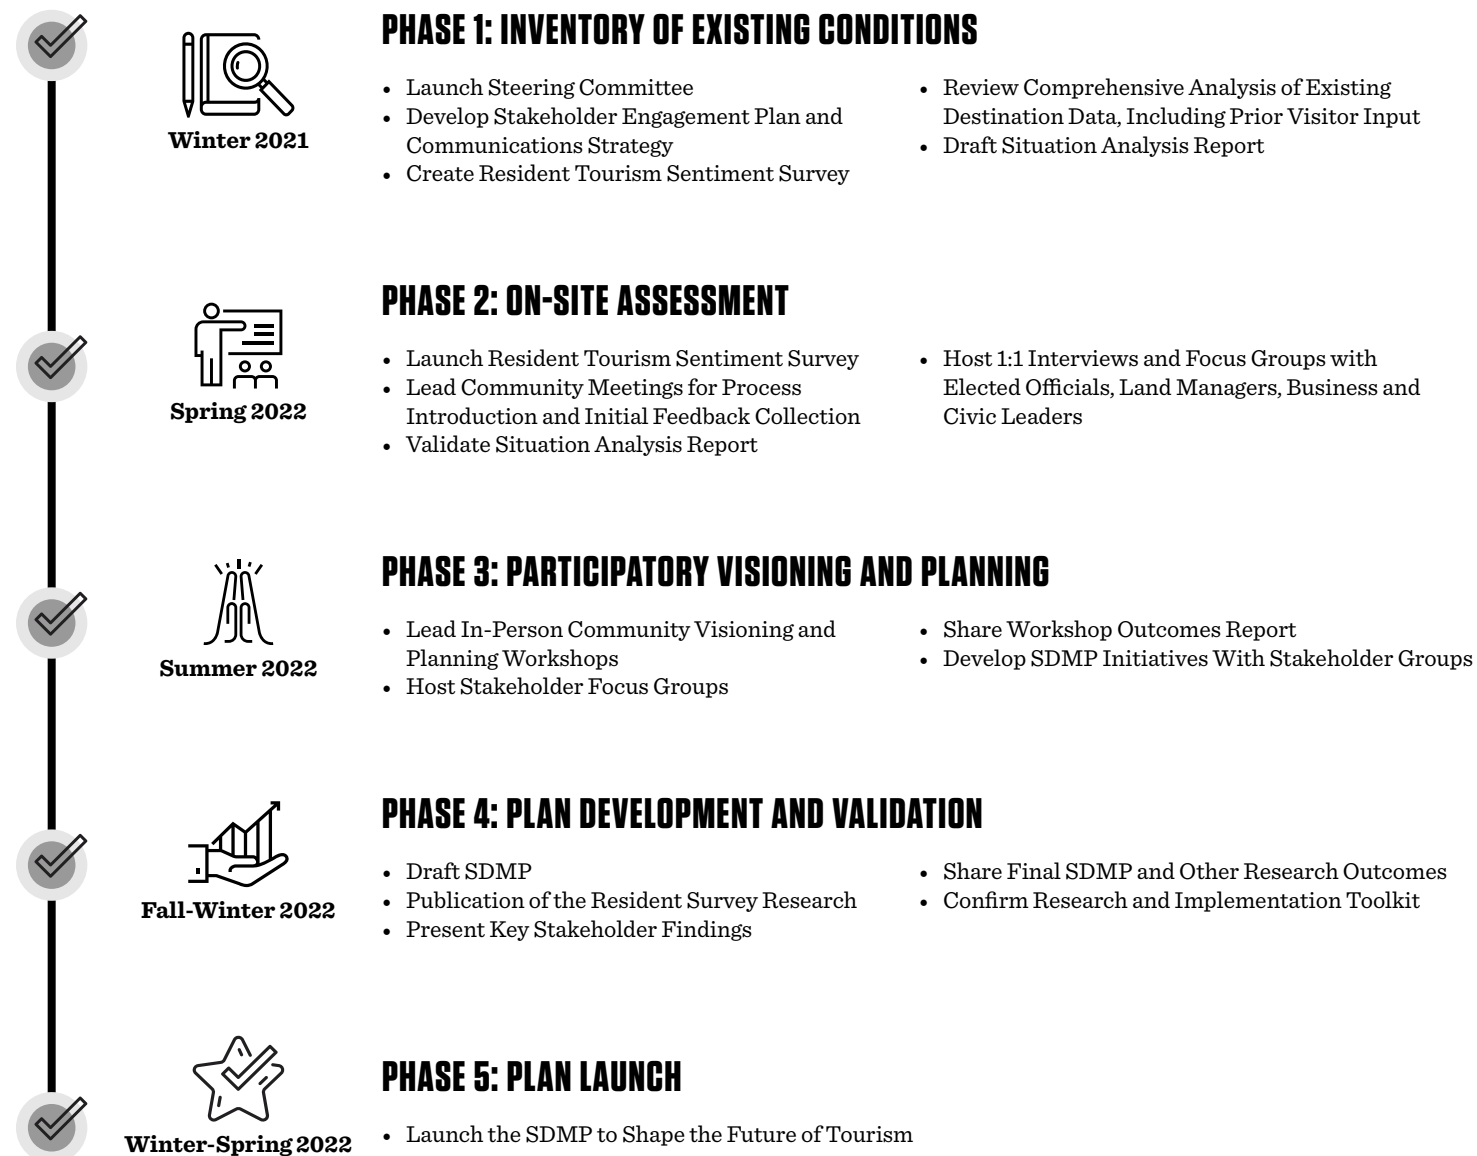 PHASE 1: INVENTORY OF EXISTING CONDITIONS
Winter 2021
• Launch Steering Committee
• Develop Stakeholder Engagement Plan and
Communications Strategy
• Create Resident Tourism Sentiment Survey
• Review Comprehensive Analysis of Existing
Destination Data, Including Prior Visitor Input
• Draft Situation Analysis Report
PHASE 2: ON-SITE ASSESSMENT
Spring 2022
• Launch Resident Tourism Sentiment Survey
• Lead Community Meetings for Process
Introduction and Initial Feedback Collection
• Validate Situation Analysis Report
• Host 1:1 Interviews and Focus Groups with
Elected Officials, Land Managers, Business and
Civic Leaders
PHASE 3: PARTICIPATORY VISIONING AND PLANNING
Summer 2022
• Lead In-Person Community Visioning and
Planning Workshops
• Host Stakeholder Focus Groups
• Share Workshop Outcomes Report
• Develop SDMP Initiatives With Stakeholder Groups
PHASE 4: PLAN DEVELOPMENT AND VALIDATION
Fall-Winter 2022
• Draft SDMP
• Publication of the Resident Survey Research
• Present Key Stakeholder Findings
• Share Final SDMP and Other Research Outcomes
• Confirm Research and Implementation Toolkit
PHASE 5: PLAN LAUNCH
Winter-Spring 2022
• Launch the SDMP to Shape the Future of Tourism